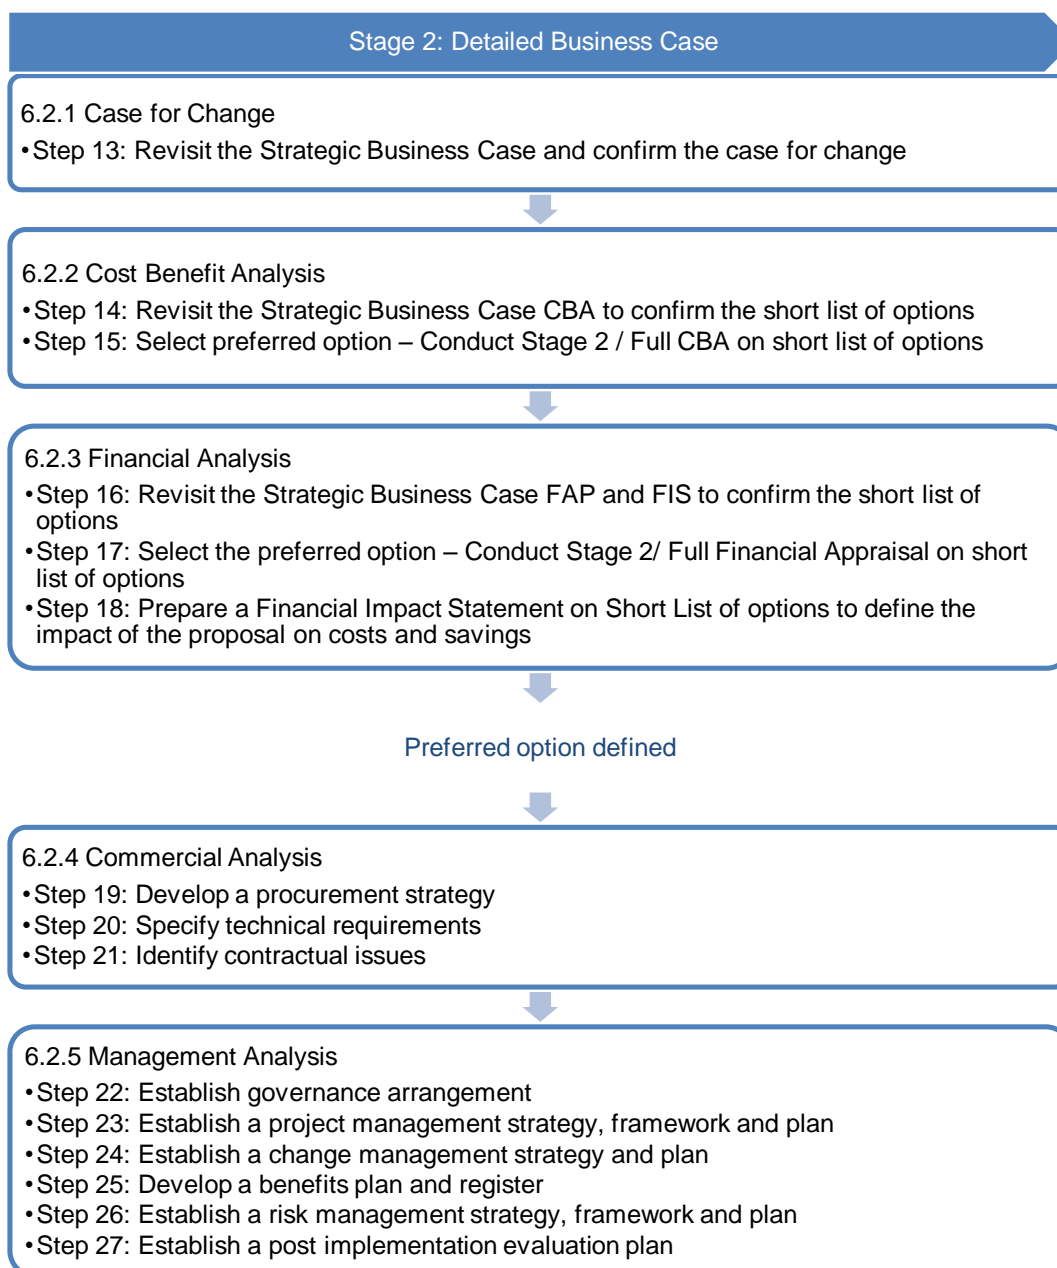 Stage 2: Detailed Business Case
6.2.1 Case for Change
•Step 13: Revisit the Strategic Business Case and confirm the case for change
6.2.2 Cost Benefit Analysis
•Step 14: Revisit the Strategic Business Case CBA to confirm the short list of options
•Step 15: Select preferred option – Conduct Stage 2 / Full CBA on short list of options
6.2.3 Financial Analysis
•Step 16: Revisit the Strategic Business Case FAP and FIS to confirm the short list of
options
•Step 17: Select the preferred option – Conduct Stage 2/ Full Financial Appraisal on short
list of options
•Step 18: Prepare a Financial Impact Statement on Short List of options to define the
impact of the proposal on costs and savings
Preferred option defined
6.2.4 Commercial Analysis
•Step 19: Develop a procurement strategy
•Step 20: Specify technical requirements
•Step 21: Identify contractual issues
6.2.5 Management Analysis
•Step 22: Establish governance arrangement
•Step 23: Establish a project management strategy, framework and plan
•Step 24: Establish a change management strategy and plan
•Step 25: Develop a benefits plan and register
•Step 26: Establish a risk management strategy, framework and plan
•Step 27: Establish a post implementation evaluation plan